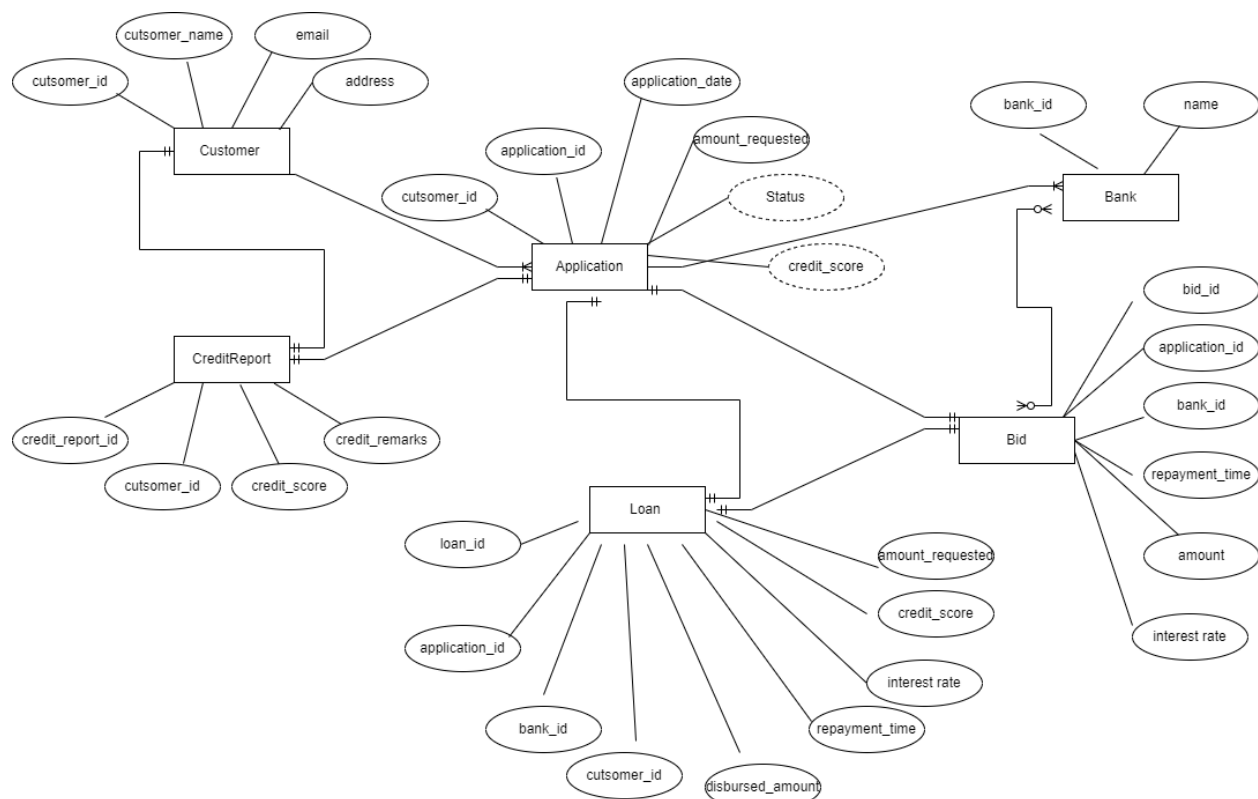 cutsomer_name
email
cutsomer_id
address
Customer
application_date
application_id
amount_requested
cutsomer_id
Status
Application
credit_score
bank_id
name
Bank
CreditReport
credit_report_id
credit_remarks
cutsomer_id
credit_score
bid_id
application_id
bank_id
Bid
repayment_time
amount
interest rate
Loan
loan_id
amount_requested
credit_score
application_id
interest rate
bank_id
repayment_time
cutsomer_id
disbursed_amount